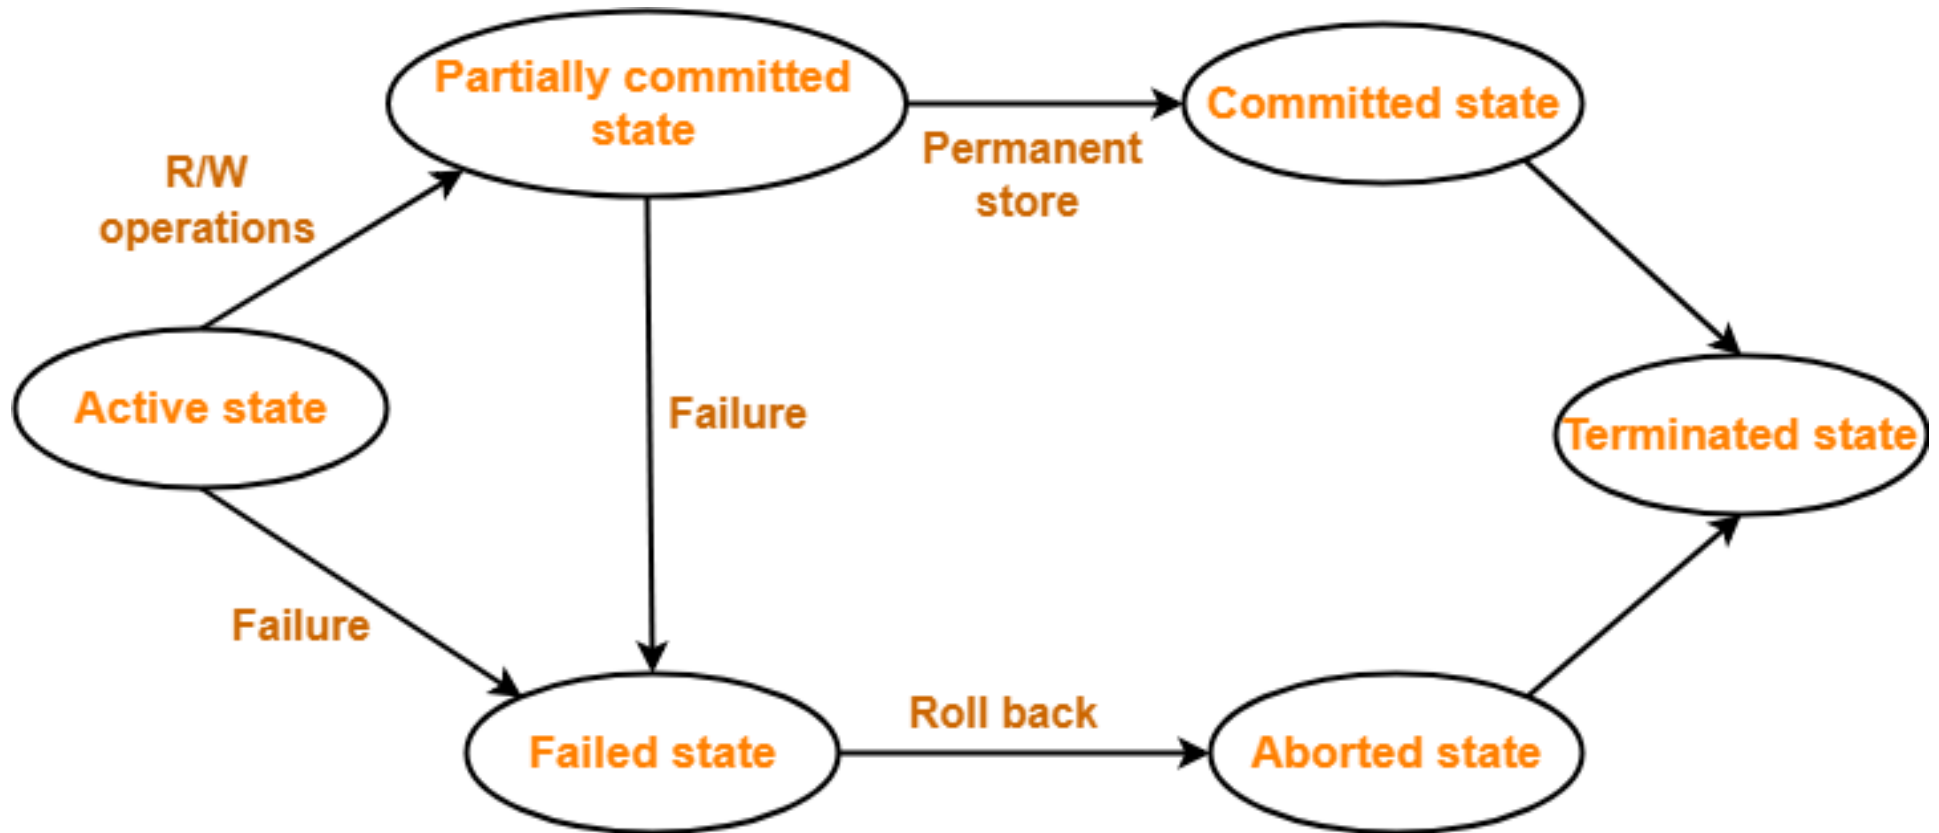 Partially committed
state
Committed state
Permanent
store
R/W
operations
Active state
Failure
Terminated state
Failure
Roll back
Failed state
Aborted state